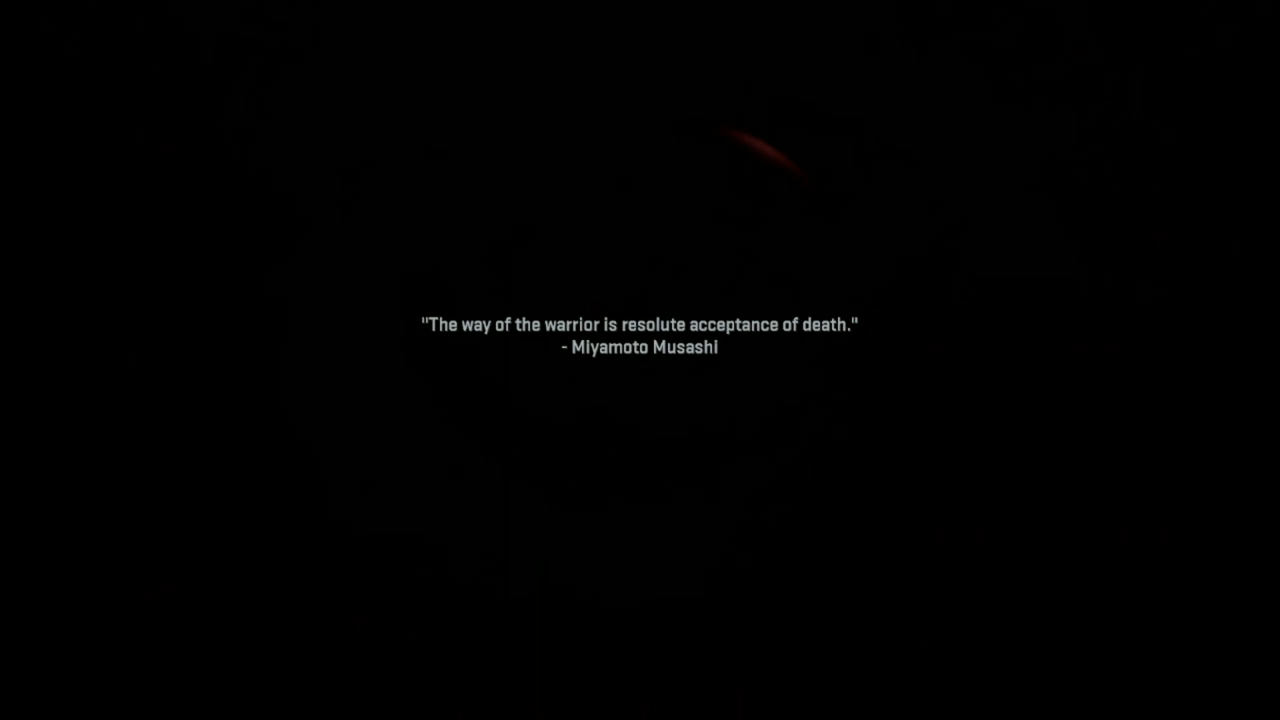 "The way of the warrior is resolute acceptance of death."
- Miyamoto Musashi